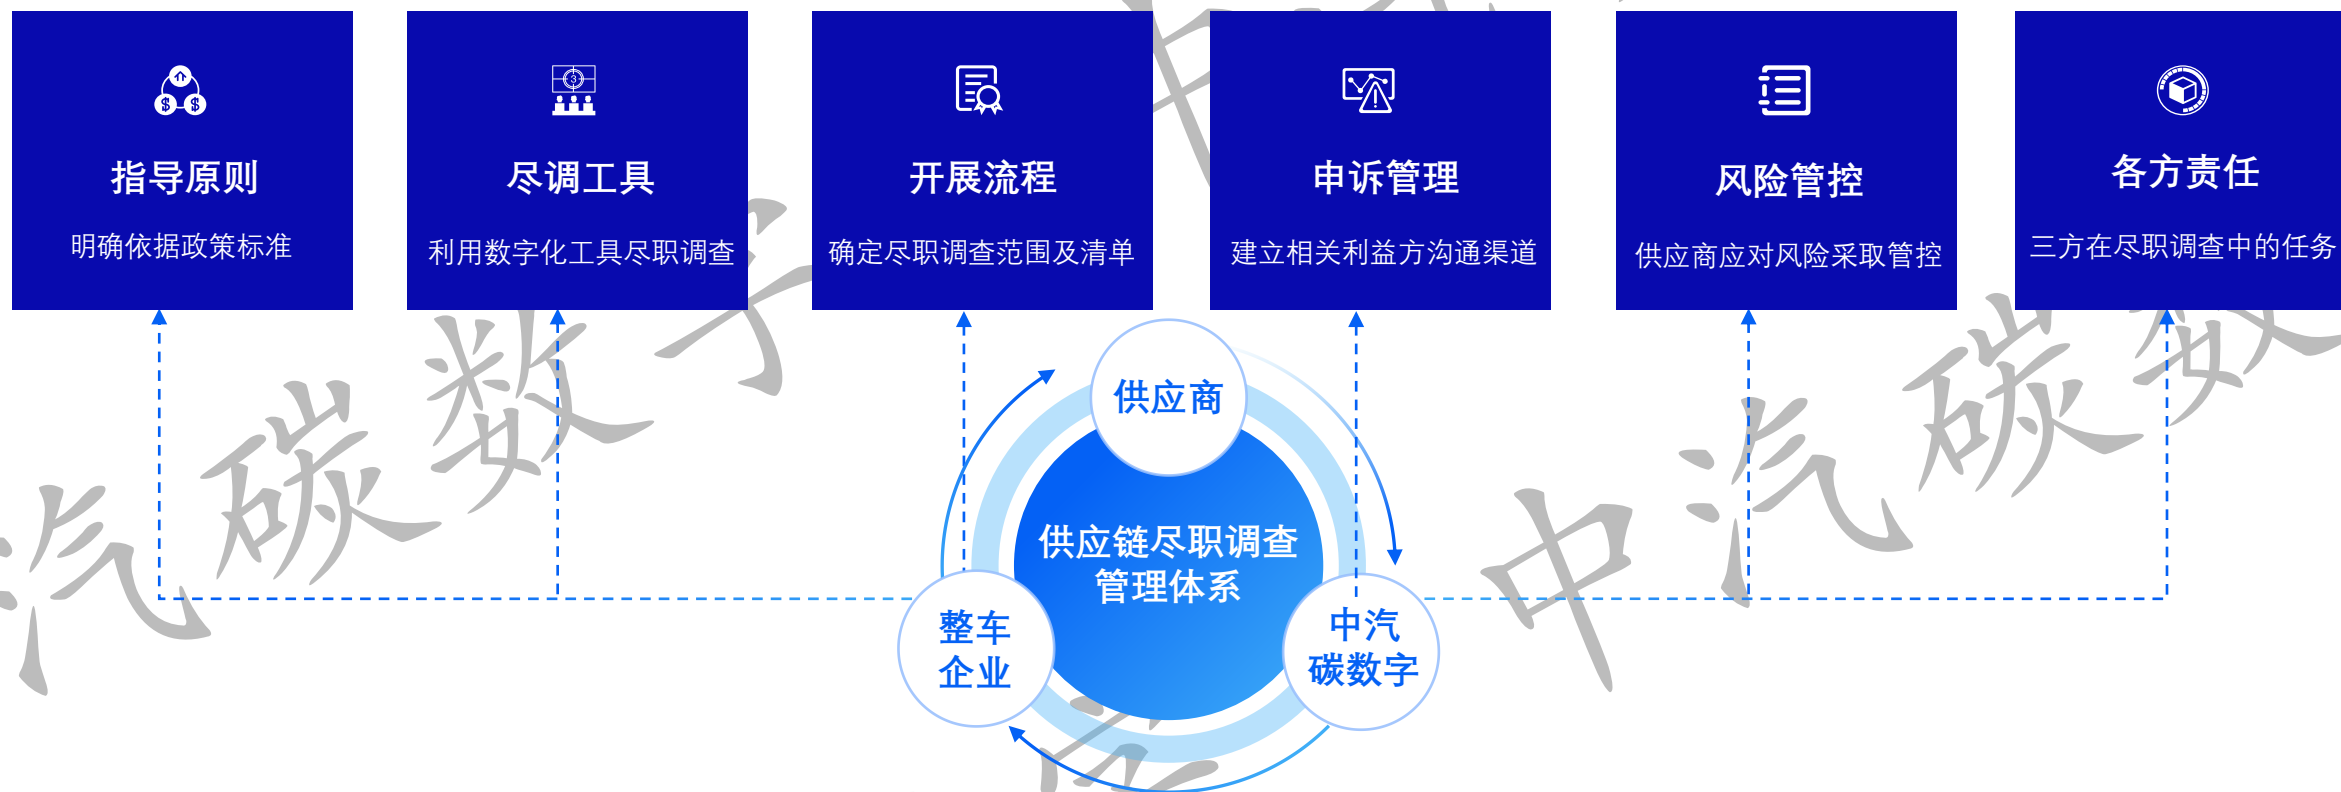 指导原则
明确依据政策标准
尽调工具
利用数字化工具尽职调查
开展流程
确定尽职调查范围及清单
申诉管理
建立相关利益方沟通渠道
风险管控
供应商应对风险采取管控
各方责任
三方在尽职调查中的任务
供应商
供应链尽职调查
管理体系
整车
企业
中汽
碳数字
汽碳数字
中汽碳数